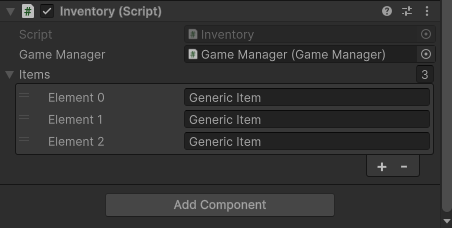 Inventory (Script)
Script Inventory
Game Manager Game Manager (Game Manager)
Items 3
Element 0 Generic Item
Element 1 Generic Item
Element 2 Generic Item
+ -
Add Component